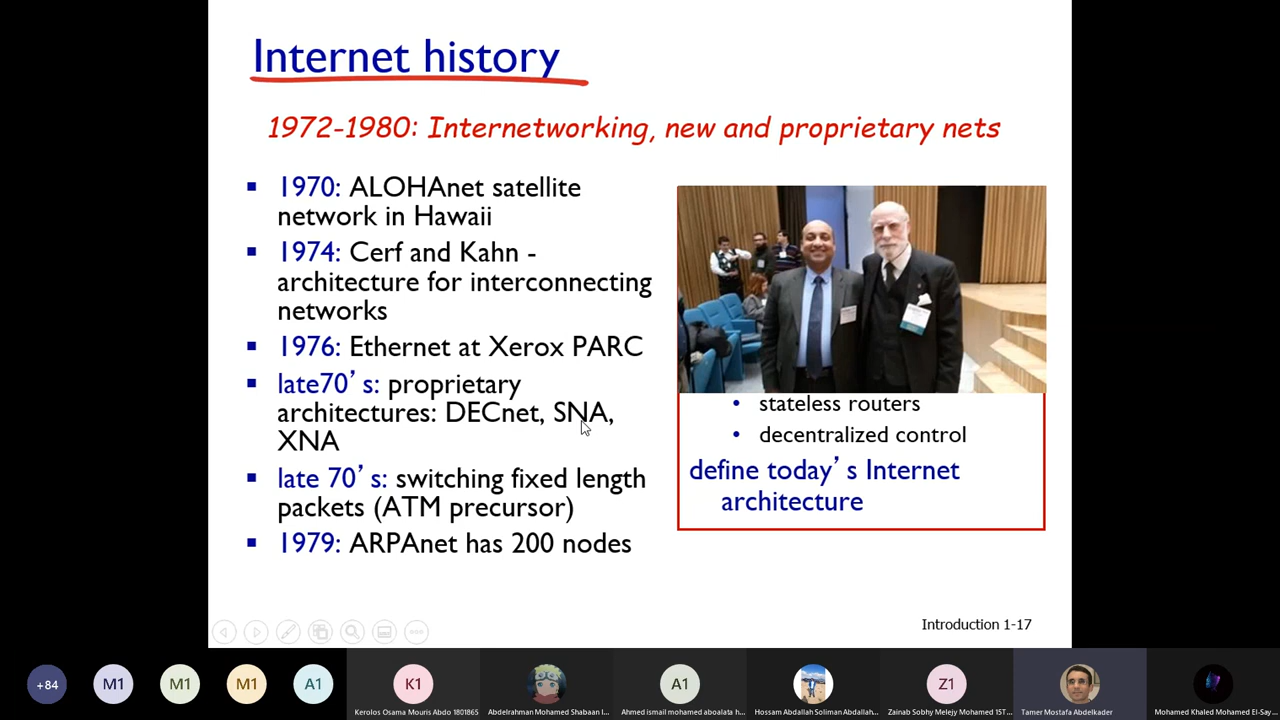 Internet history
1972-1980: Internetworking, new and proprietary nets
▪ 1970: ALOHAnet satellite
network in Hawaii
▪ 1974: Cerf and Kahn -
architecture for interconnecting
networks
▪ 1976: Ethernet at Xerox PARC
▪ late70’s: proprietary
architectures: DECnet, SNA,
XNA
▪ late 70’s: switching fixed length
packets (ATM precursor)
▪ 1979: ARPAnet has 200 nodes
• stateless routers
• decentralized control
define today’s Internet
architecture
Introduction 1-17
+84
M1
M1
M1
A1
K1
A1
Z1
Kerolos Osama Mouris Abdo 1801865
Abdelrahman Mohamed Shabaan I...
Ahmed ismail mohamed aboalata h...
Hossam Abdallah Soliman Abdallah...
Zainab Sobhy Melejy Mohamed 15T...
Tamer Mostafa Abdelkader
Mohamed Khaled Mohamed El-Say...